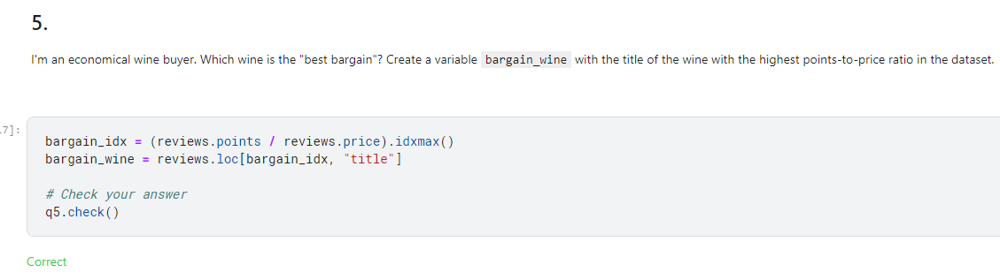 5.
I'm an economical wine buyer. Which wine is the "best bargain"? Create a variable bargain_wine with the title of the wine with the highest points-to-price ratio in the dataset.
7]:
bargain_idx = (reviews.points / reviews.price).idxmax()
bargain_wine = reviews.loc[bargain_idx, "title"]
# Check your answer
q5.check()
Correct